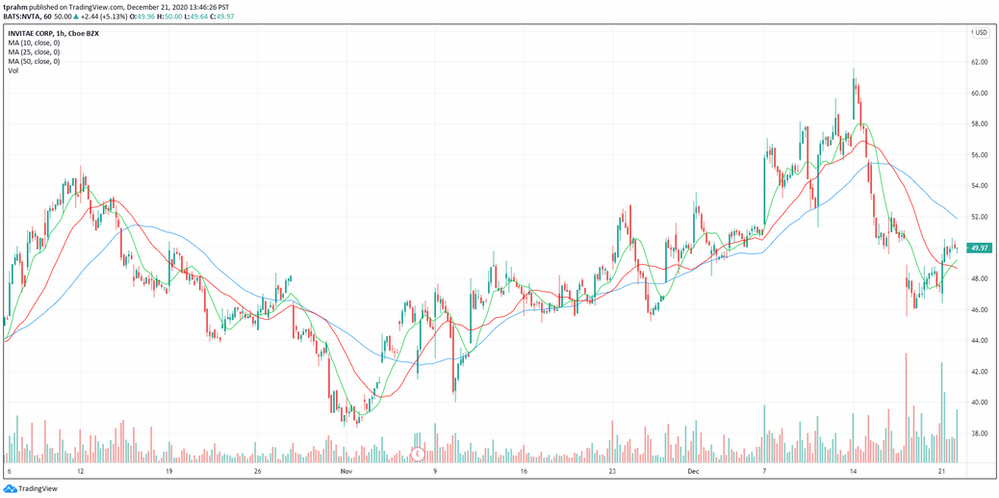 tprahm published on TradingView.com, December 21, 2020 13:46:26 PST
BATS:NVTA, 60 50.00 ▲ +2.44 (+5.13%) O:49.96 H:50.00 L:49.64 C:49.97
INVITAE CORP, 1h, Cboe BZX
MA (10, close, 0)
MA (25, close, 0)
MA (50, close, 0)
Vol
USD
62.00
60.00
58.00
56.00
54.00
52.00
49.97
48.00
46.00
44.00
42.00
40.00
38.00
E
6 12 19 26 Nov 9 16 23 Dec 7 14 21
TradingView